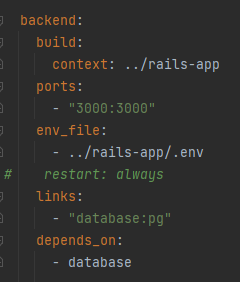 backend:
  build:
    context: ../rails-app
  ports:
    - "3000:3000"
  env_file:
    - ../rails-app/.env
#    restart: always
  links:
    - "database:pg"
  depends_on:
    - database